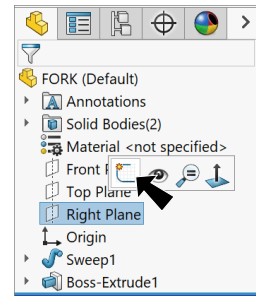 FORK (Default)
Annotations
Solid Bodies(2)
Material <not specified>
Front
Top Plane
Right Plane
Origin
Sweep1
Boss-Extrude1